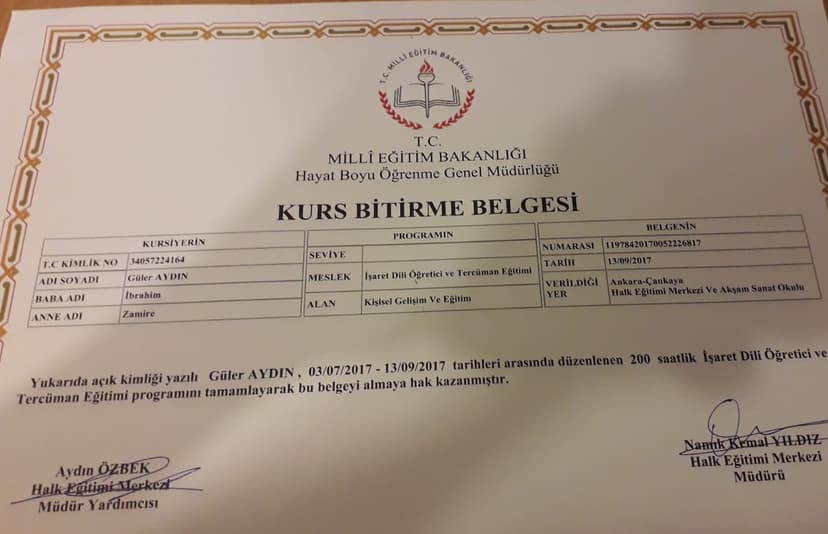 T.C. MİLLÎ EĞİTİM BAKANLIĞI
T.C.
MİLLÎ EĞİTİM BAKANLIĞI
Hayat Boyu Öğrenme Genel Müdürlüğü
KURS BİTİRME BELGESİ
KURSİYERİN
T.C KİMLİK NO 34057224164
ADI SOYADI Güler AYDIN
BABA ADI İbrahim
ANNE ADI Zamire
PROGRAMIN
SEVİYE
MESLEK İşaret Dili Öğretici ve Tercüman Eğitimi
ALAN Kişisel Gelişim Ve Eğitim
BELGENİN
NUMARASI 11978420170052226817
TARİH 13/09/2017
VERİLDİĞİ YER Ankara-Çankaya
Halk Eğitimi Merkezi Ve Akşam Sanat Okulu
Yukarıda açık kimliği yazılı Güler AYDIN , 03/07/2017 - 13/09/2017 tarihleri arasında düzenlenen 200 saatlik İşaret Dili Öğretici ve
Tercüman Eğitimi programını tamamlayarak bu belgeyi almaya hak kazanmıştır.
Aydın ÖZBEK
Halk Eğitimi Merkezi
Müdür Yardımcısı
Namık Kemal YILDIZ
Halk Eğitimi Merkezi
Müdürü